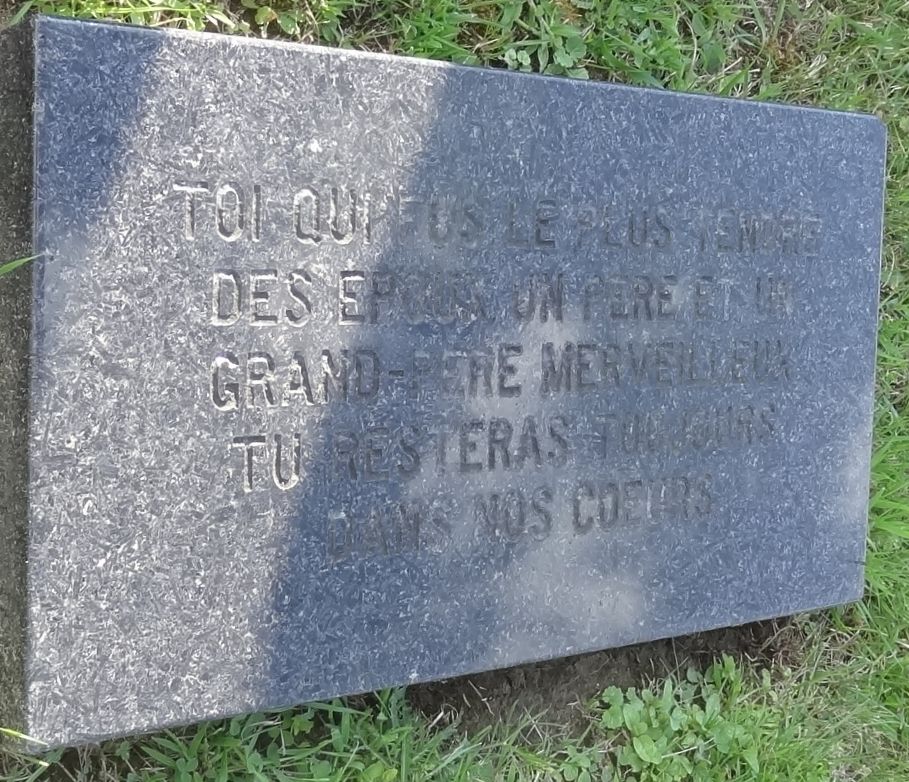 TOI QUI FUS LE PLUS TENDRE
DES EPOUX UN PERE ET UN
GRAND-PERE MERVEILLEUX
TU RESTERAS TOUJOURS
DANS NOS COEURS